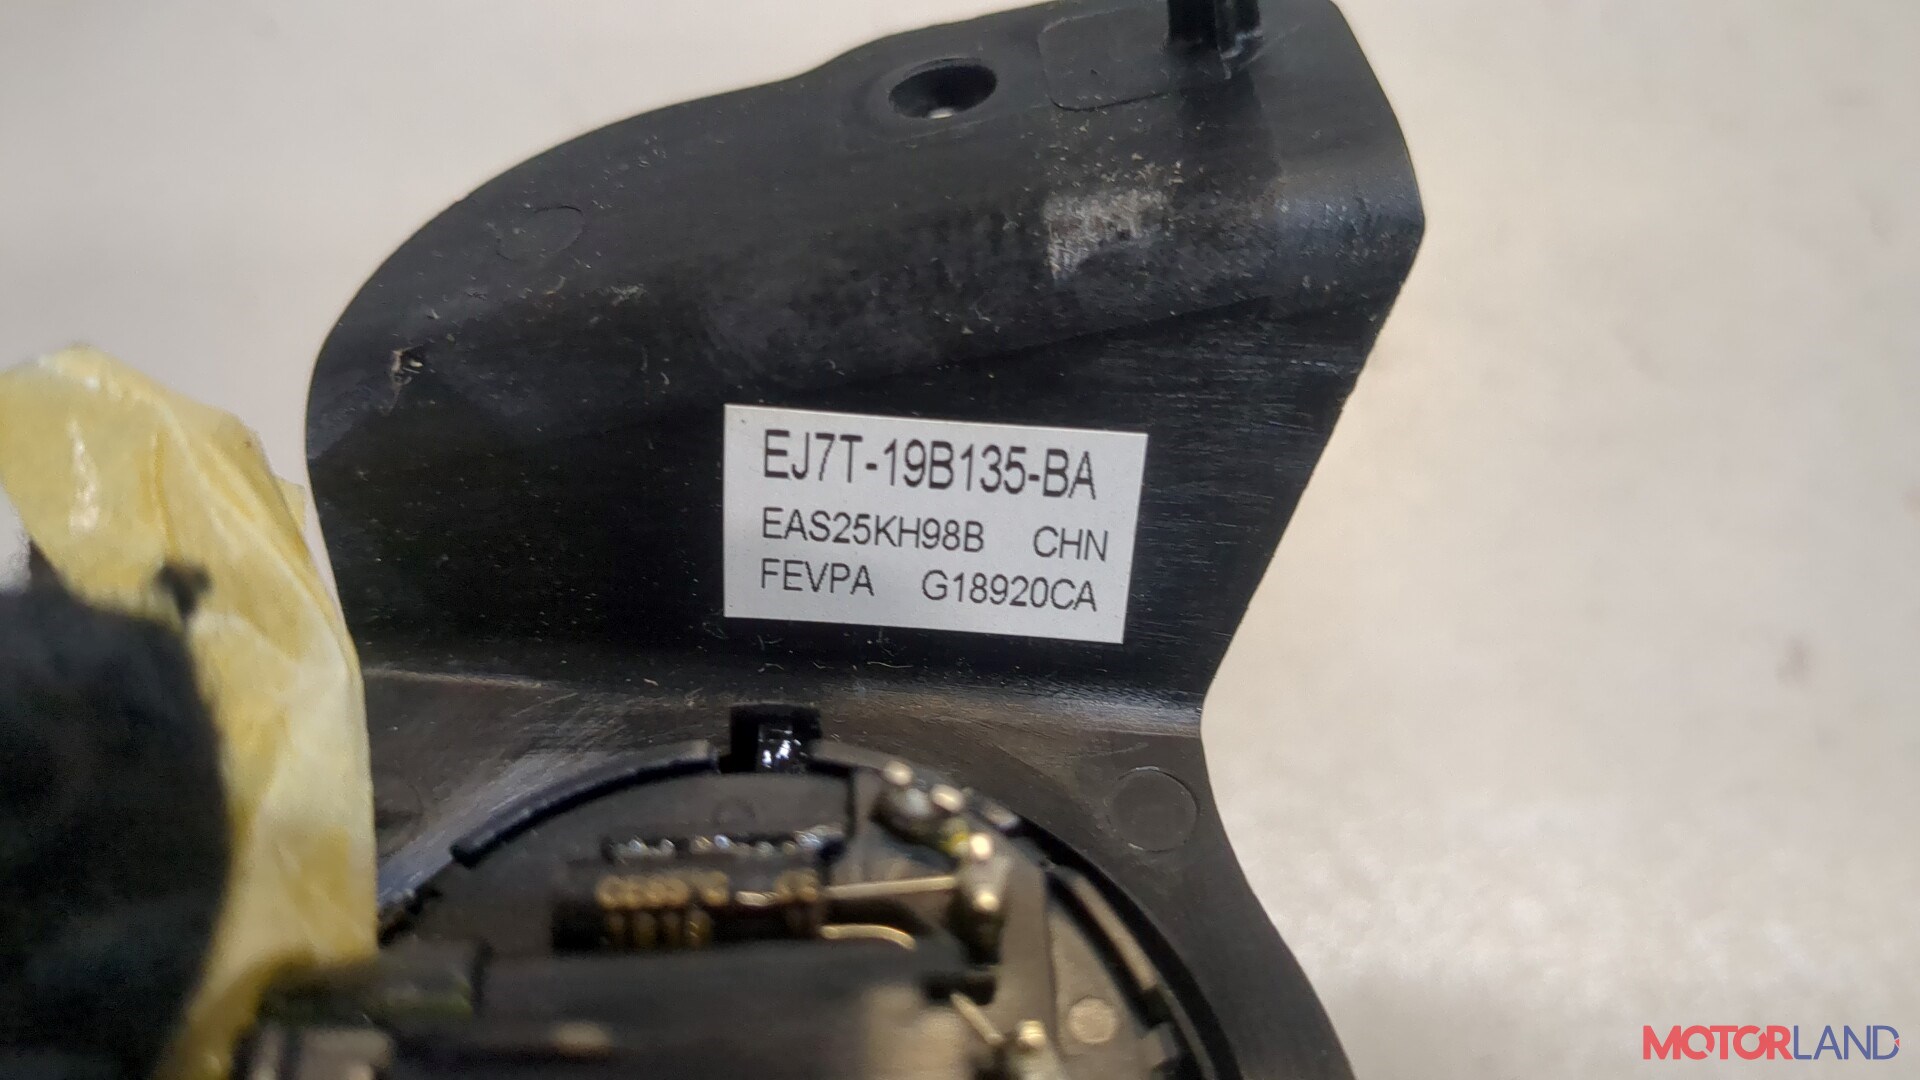 EJ7T-19B135-BA
EAS25KH98B CHN
FEVPA G18920CA
MOTORLAND